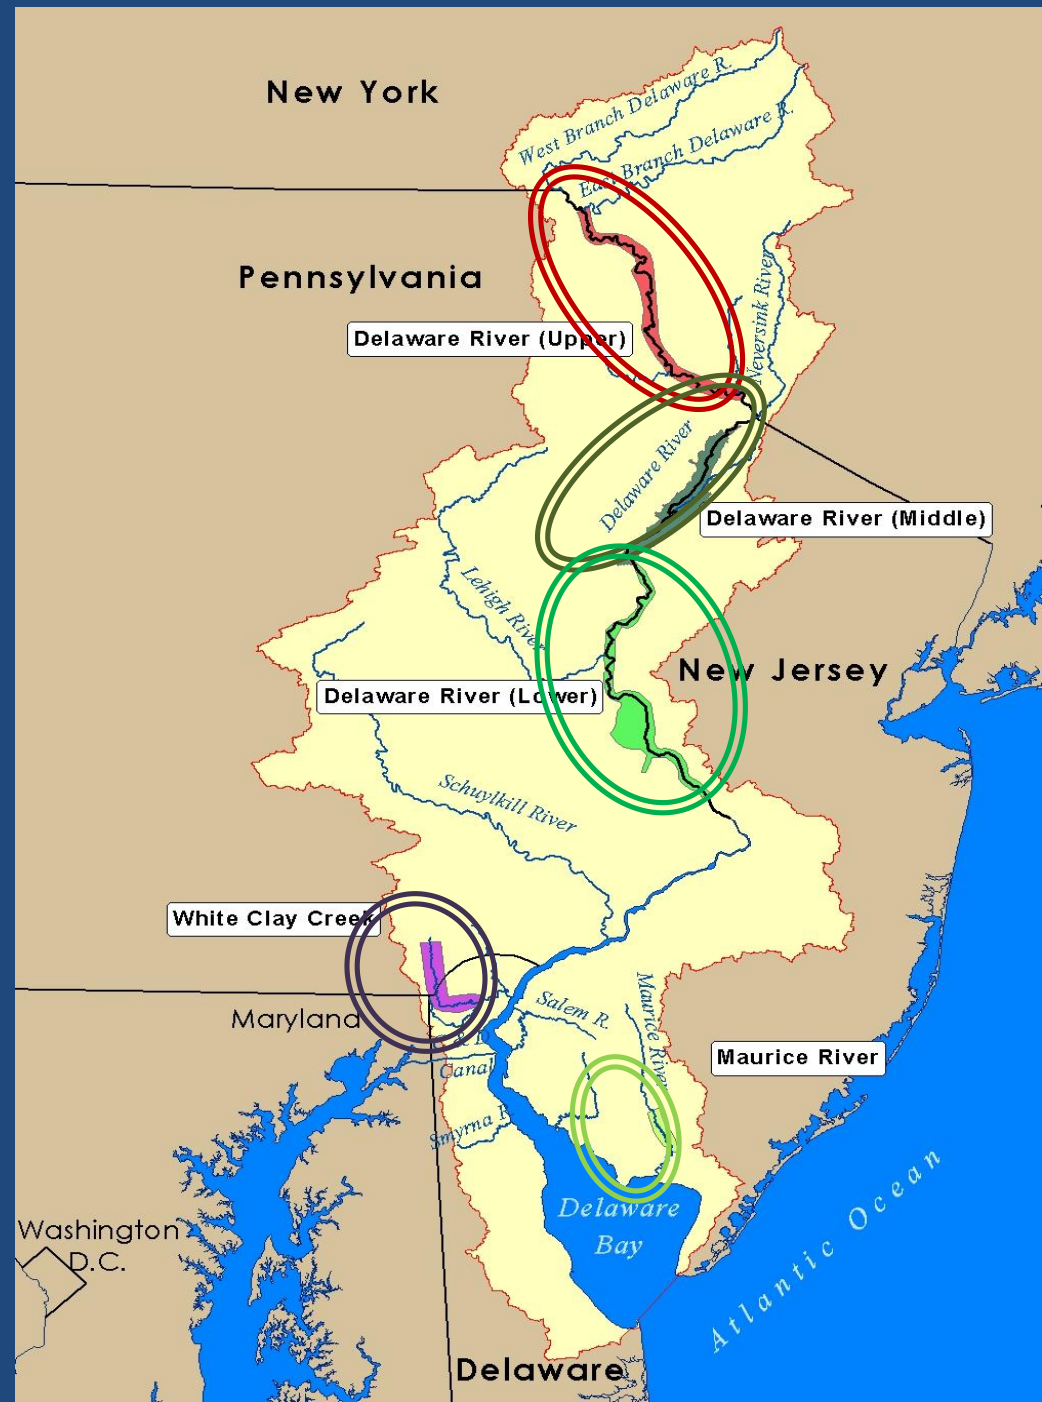 New York
West Branch Delaware R.
East Branch Delaware R.
Pennsylvania
Neversink River
Delaware River (Upper)
Delaware River
Delaware River (Middle)
Lehigh River
New Jersey
Delaware River (Lower)
Schuylkill River
White Clay Creek
Maryland
Salem R.
Maurice River
C & D
Canal
Maurice River
Smyrna R.
Delaware
Bay
Washington
D.C.
Atlantic Ocean
Delaware